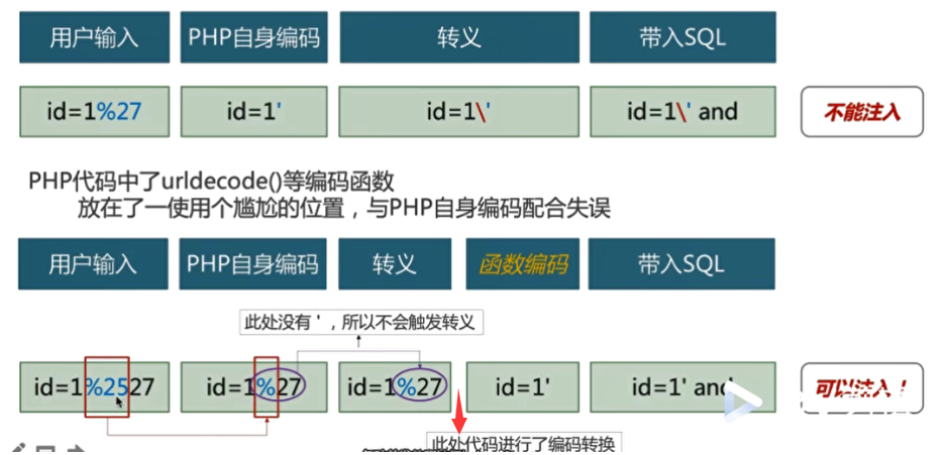 用户输入 PHP自身编码 转义 带入SQL
id=1%27 id=1' id=1\' id=1\' and 不能注入
PHP代码中了urldecode()等编码函数
放在了一使用个尴尬的位置，与PHP自身编码配合失误
用户输入 PHP自身编码 转义 函数编码 带入SQL
此处没有 '，所以不会触发转义
id=1%2527 id=1%27 id=1%27 id=1' id=1' and 可以注入！
此处代码进行了编码转换